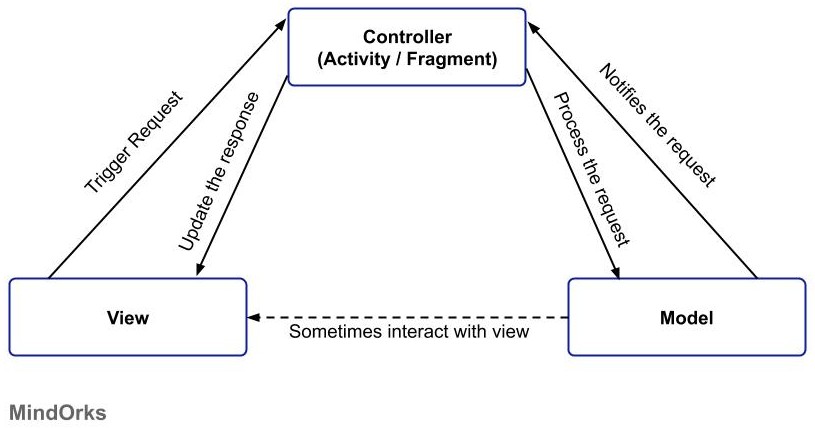 Controller
(Activity / Fragment)
Trigger Request
Update the response
Process the request
Notifies the request
View
Sometimes interact with view
Model
MindOrks